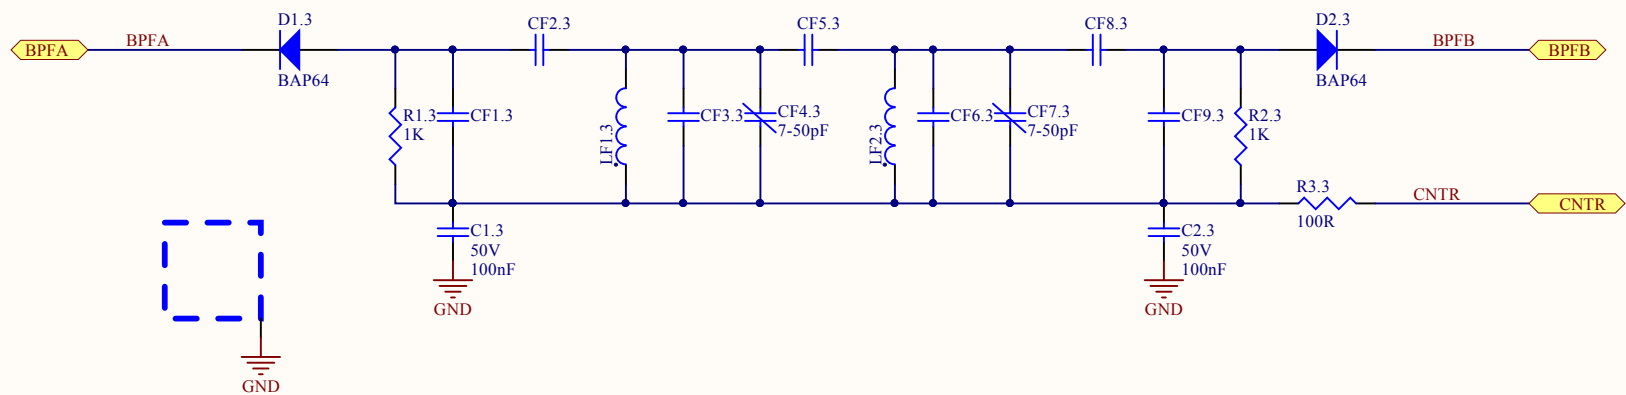 D1.3
CF2.3
CF5.3
CF8.3
D2.3
BPFA
BPFA
BPFB
BPFB
BAP64
BAP64
R1.3
1K
CF1.3
LF1.3
CF3.3
CF4.3
7-50pF
LF2.3
CF6.3
CF7.3
7-50pF
CF9.3
R2.3
1K
R3.3
100R
CNTR
CNTR
C1.3
50V
100nF
GND
C2.3
50V
100nF
GND
GND